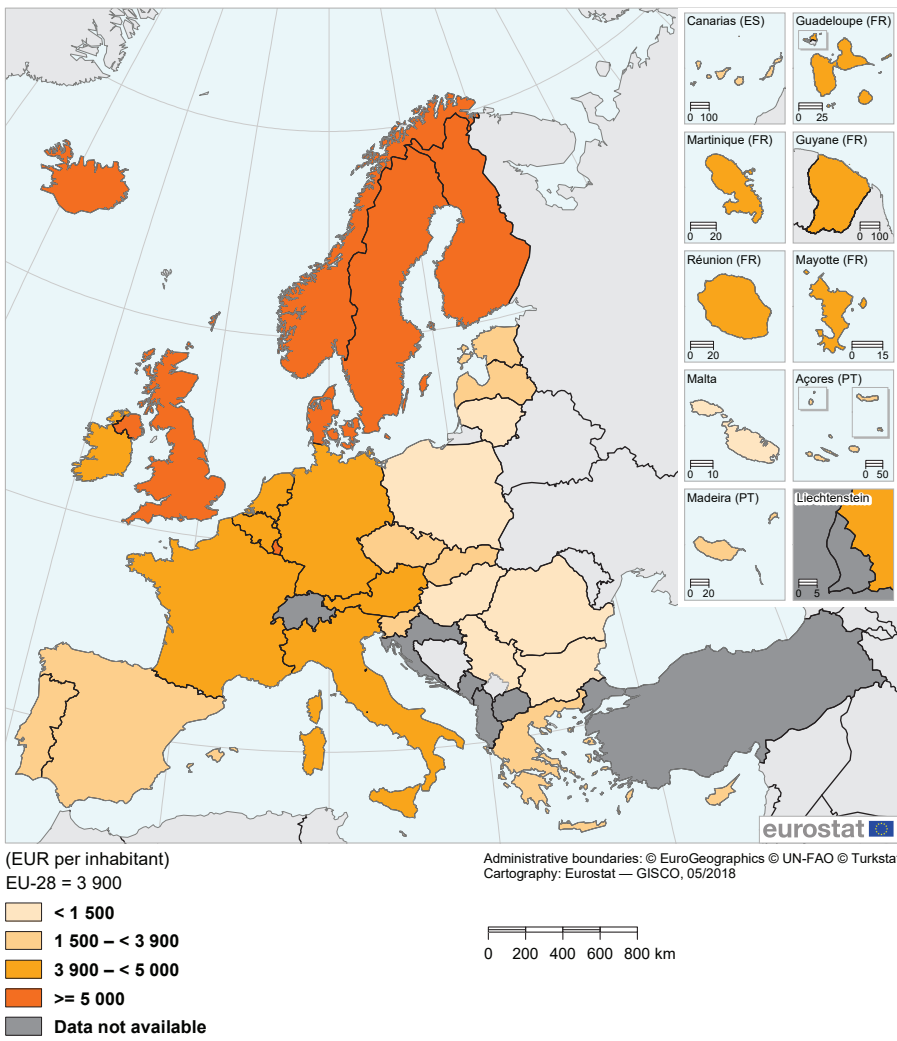 Canarias (ES)
0 100
Guadeloupe (FR)
0 25
Martinique (FR)
0 20
Guyane (FR)
0 100
Réunion (FR)
0 20
Mayotte (FR)
0 15
Malta
0 10
Açores (PT)
0 50
Madeira (PT)
0 20
Liechtenstein
0 5
eurostat
(EUR per inhabitant)
EU-28 = 3 900
< 1 500
1 500 – < 3 900
3 900 – < 5 000
>= 5 000
Data not available
Administrative boundaries: © EuroGeographics © UN-FAO © Turksta
Cartography: Eurostat — GISCO, 05/2018
0 200 400 600 800 km